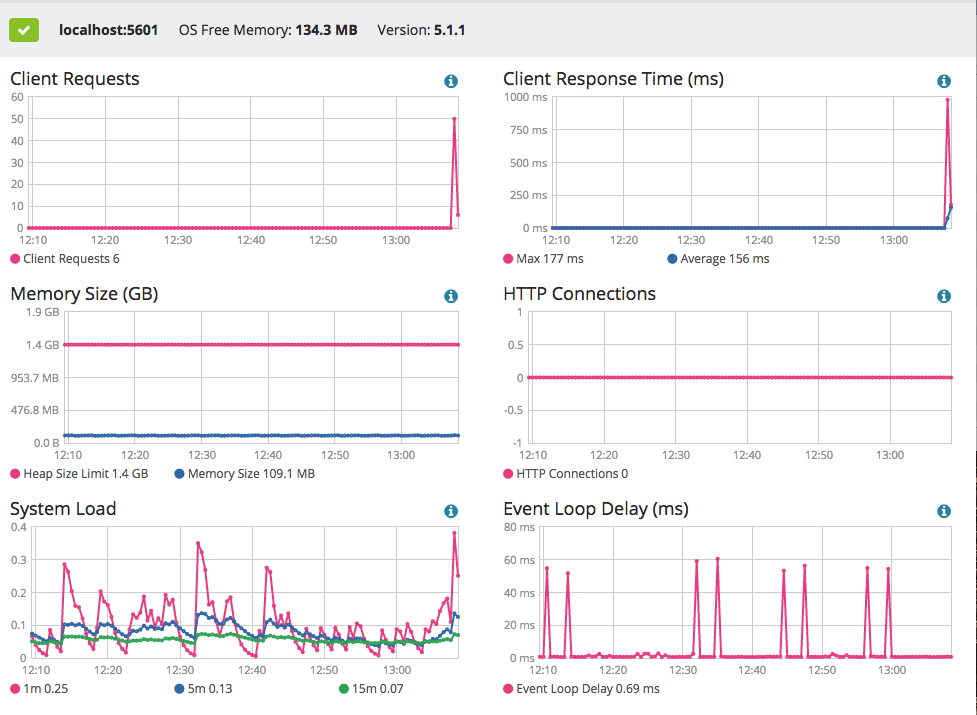 localhost:5601 OS Free Memory: 134.3 MB Version: 5.1.1
Client Requests
60
50
40
30
20
10
0
12:10 12:20 12:30 12:40 12:50 13:00
Client Requests 6
Client Response Time (ms)
1000 ms
750 ms
500 ms
250 ms
0 ms
12:10 12:20 12:30 12:40 12:50 13:00
Max 177 ms Average 156 ms
Memory Size (GB)
1.9 GB
1.4 GB
953.7 MB
476.8 MB
0.0 B
12:10 12:20 12:30 12:40 12:50 13:00
Heap Size Limit 1.4 GB Memory Size 109.1 MB
HTTP Connections
1
0.5
0
-0.5
-1
12:10 12:20 12:30 12:40 12:50 13:00
HTTP Connections 0
System Load
0.4
0.3
0.2
0.1
0
12:10 12:20 12:30 12:40 12:50 13:00
1m 0.25 5m 0.13 15m 0.07
Event Loop Delay (ms)
80 ms
60 ms
40 ms
20 ms
0 ms
12:10 12:20 12:30 12:40 12:50 13:00
Event Loop Delay 0.69 ms